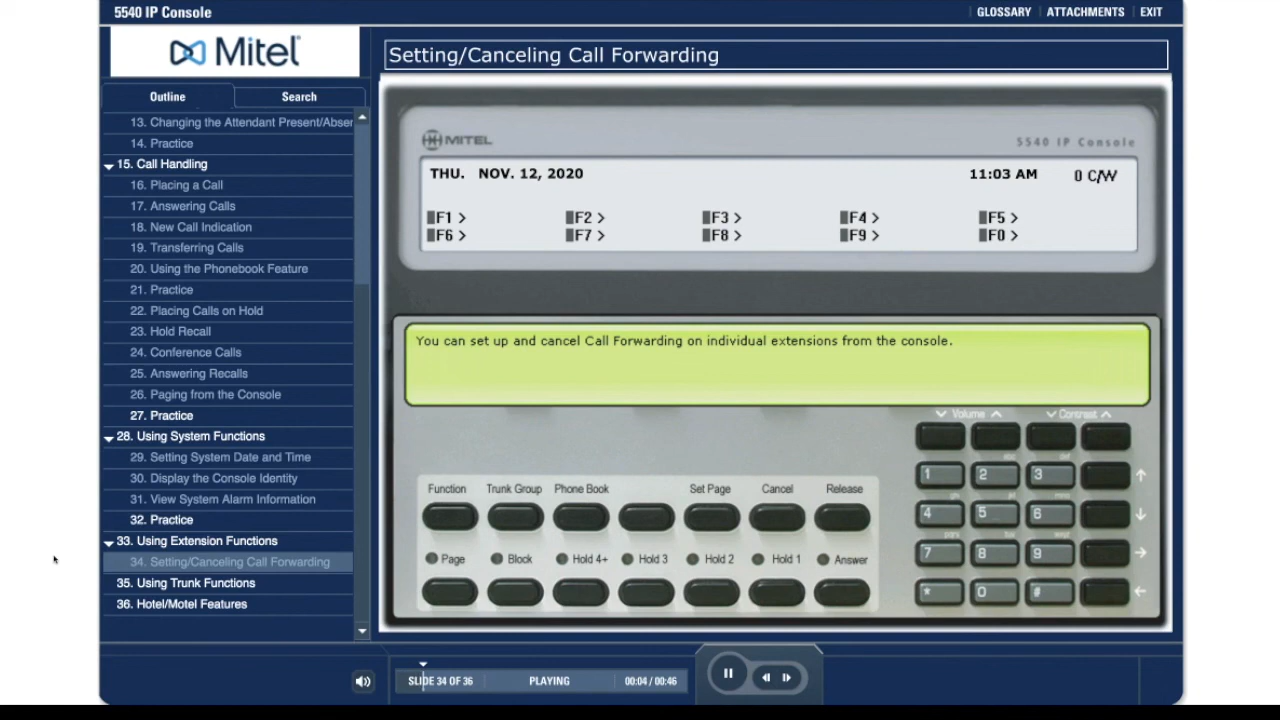 5540 IP Console
GLOSSARY
ATTACHMENTS
EXIT
Mitel
Outline
Search
13. Changing the Attendant Present/Absen
14. Practice
15. Call Handling
16. Placing a Call
17. Answering Calls
18. New Call Indication
19. Transferring Calls
20. Using the Phonebook Feature
21. Practice
22. Placing Calls on Hold
23. Hold Recall
24. Conference Calls
25. Answering Recalls
26. Paging from the Console
27. Practice
28. Using System Functions
29. Setting System Date and Time
30. Display the Console Identity
31. View System Alarm Information
32. Practice
33. Using Extension Functions
34. Setting/Canceling Call Forwarding
35. Using Trunk Functions
36. Hotel/Motel Features
Setting/Canceling Call Forwarding
MITEL
5540 IP Console
THU. NOV. 12, 2020 11:03 AM 0 C/W
F1 > F2 > F3 > F4 > F5 >
F6 > F7 > F8 > F9 > F0 >
You can set up and cancel Call Forwarding on individual extensions from the console.
Volume Contrast
Function Trunk Group Phone Book Set Page Cancel Release
Page Block Hold 4+ Hold 3 Hold 2 Hold 1 Answer
abc def
1 2 3
ghi jkl mno
4 5 6
pqrs tuv wxyz
7 8 9
* 0 #
SLIDE 34 OF 36
PLAYING
00:04 / 00:46